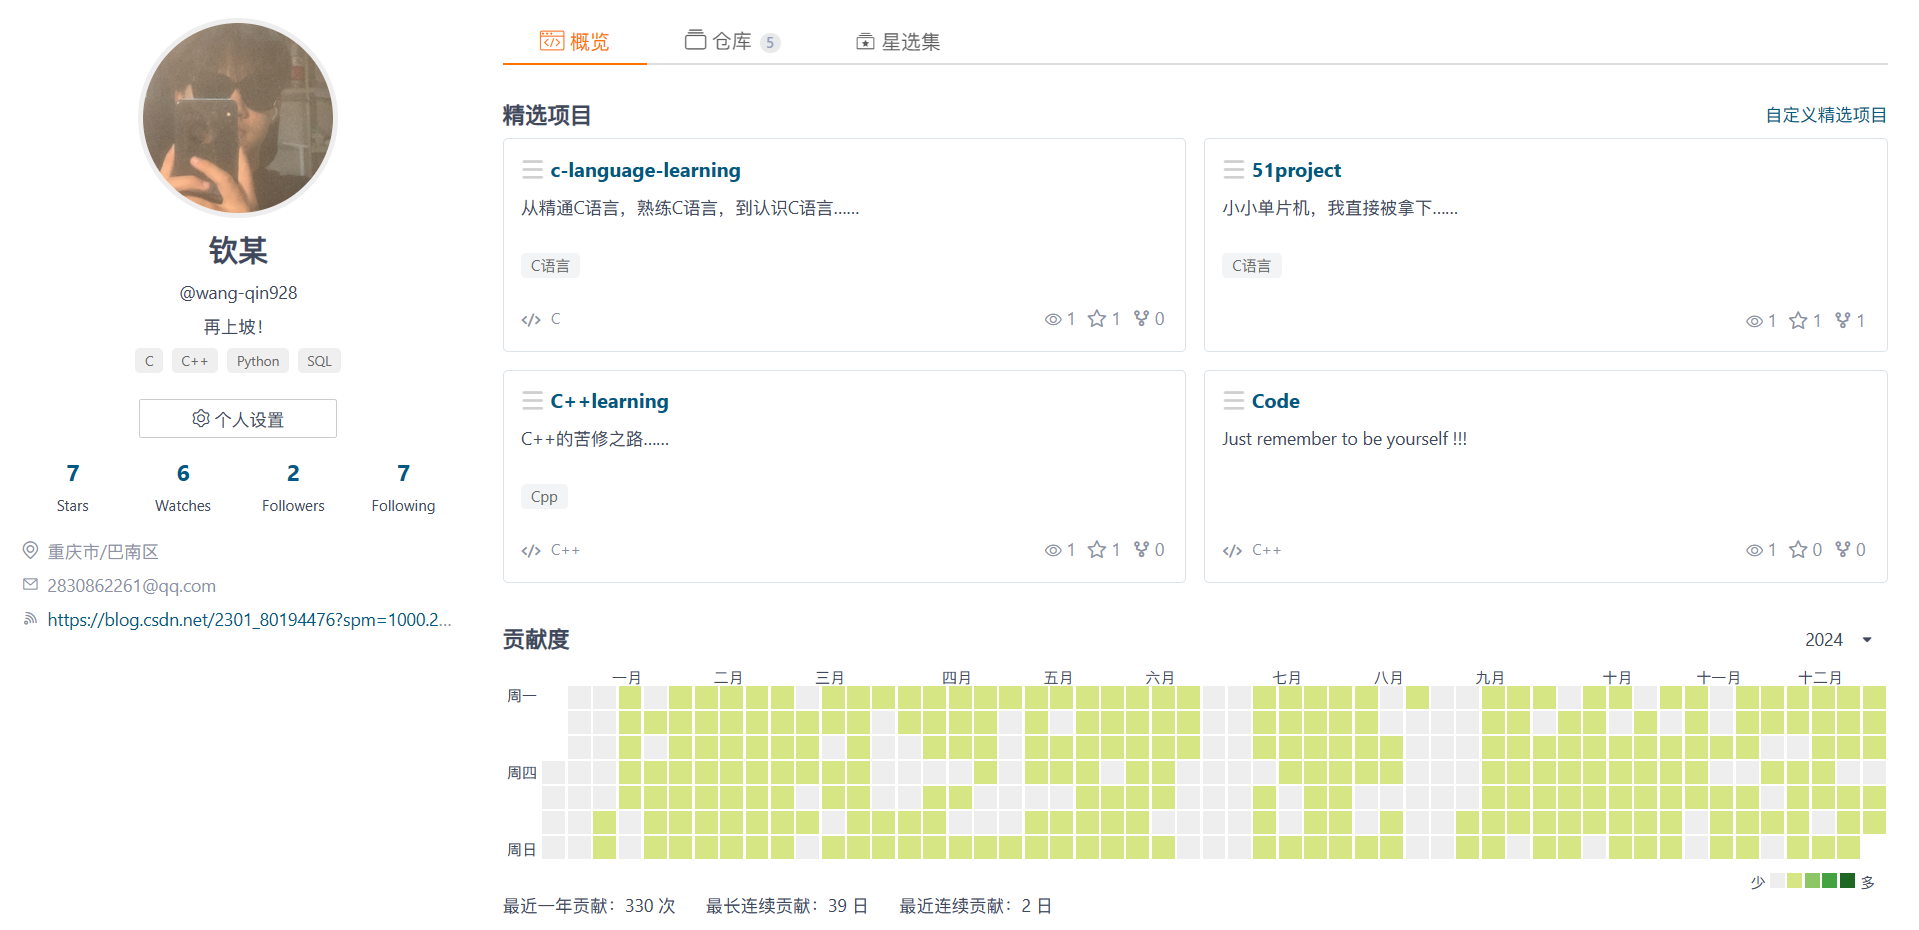 钦某
@wang-qin928
再上坡！
C C++ Python SQL
个人设置
7 6 2 7
Stars Watches Followers Following
重庆市/巴南区
2830862261@qq.com
https://blog.csdn.net/2301_80194476?spm=1000.2...
概览 仓库 5 星选集
精选项目 自定义精选项目
c-language-learning
从精通C语言，熟练C语言，到认识C语言......
C语言
C 1 1 0
51project
小小单片机，我直接被拿下......
C语言
1 1 1
C++learning
C++的苦修之路......
Cpp
C++ 1 1 0
Code
Just remember to be yourself !!!
C++ 1 0 0
贡献度 2024
一月 二月 三月 四月 五月 六月 七月 八月 九月 十月 十一月 十二月
周一
周四
周日
少 多
最近一年贡献：330 次 最长连续贡献：39 日 最近连续贡献：2 日